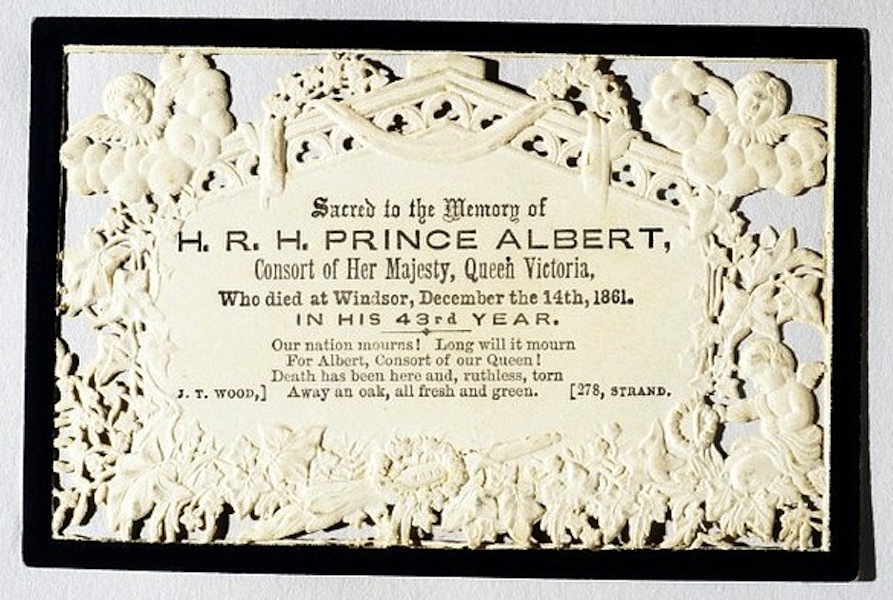 Sacred to the Memory of
H. R. H. PRINCE ALBERT,
Consort of Her Majesty, Queen Victoria,
Who died at Windsor, December the 14th, 1861.
IN HIS 43rd YEAR.
Our nation mourns! Long will it mourn
For Albert, Consort of our Queen!
Death has been here and, ruthless, torn
J. T. WOOD,] Away an oak, all fresh and green. [278, STRAND.